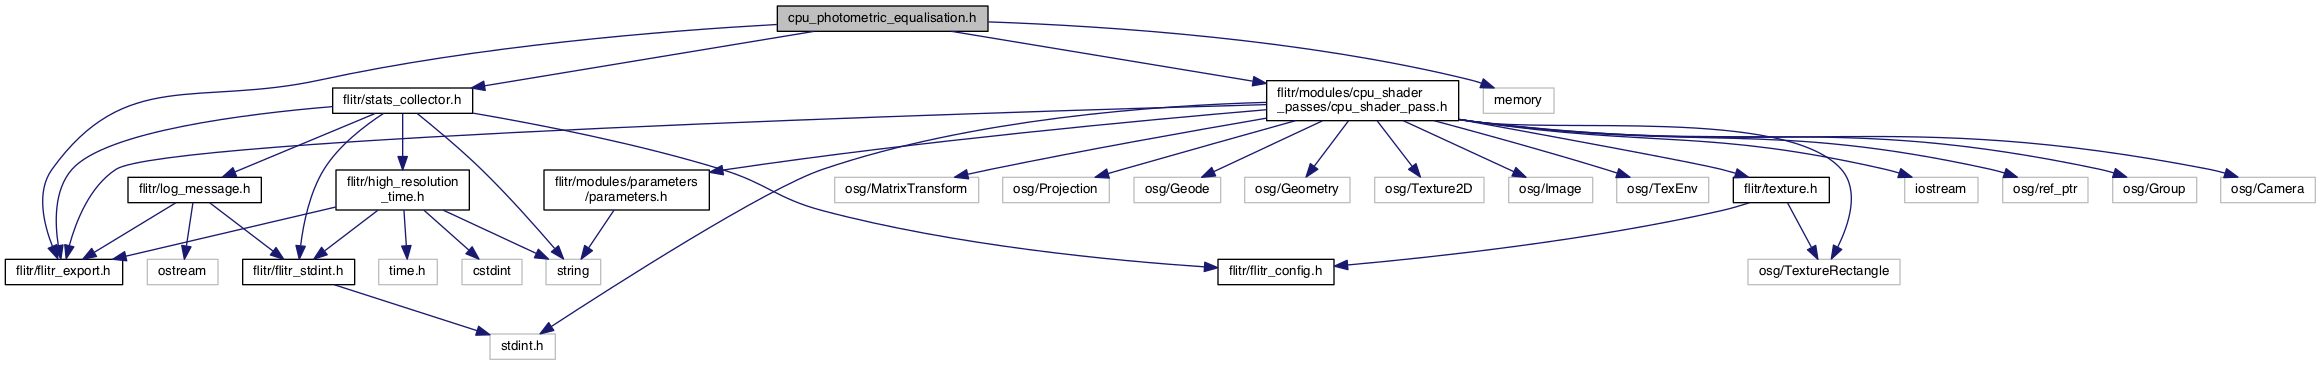 cpu_photometric_equalisation.h
flitr/stats_collector.h
flitr/modules/cpu_shader
_passes/cpu_shader_pass.h
memory
flitr/log_message.h
flitr/high_resolution
_time.h
flitr/modules/parameters
/parameters.h
osg/MatrixTransform
osg/Projection
osg/Geode
osg/Geometry
osg/Texture2D
osg/Image
osg/TexEnv
flitr/texture.h
iostream
osg/ref_ptr
osg/Group
osg/Camera
flitr/flitr_export.h
ostream
flitr/flitr_stdint.h
time.h
cstdint
string
flitr/flitr_config.h
osg/TextureRectangle
stdint.h